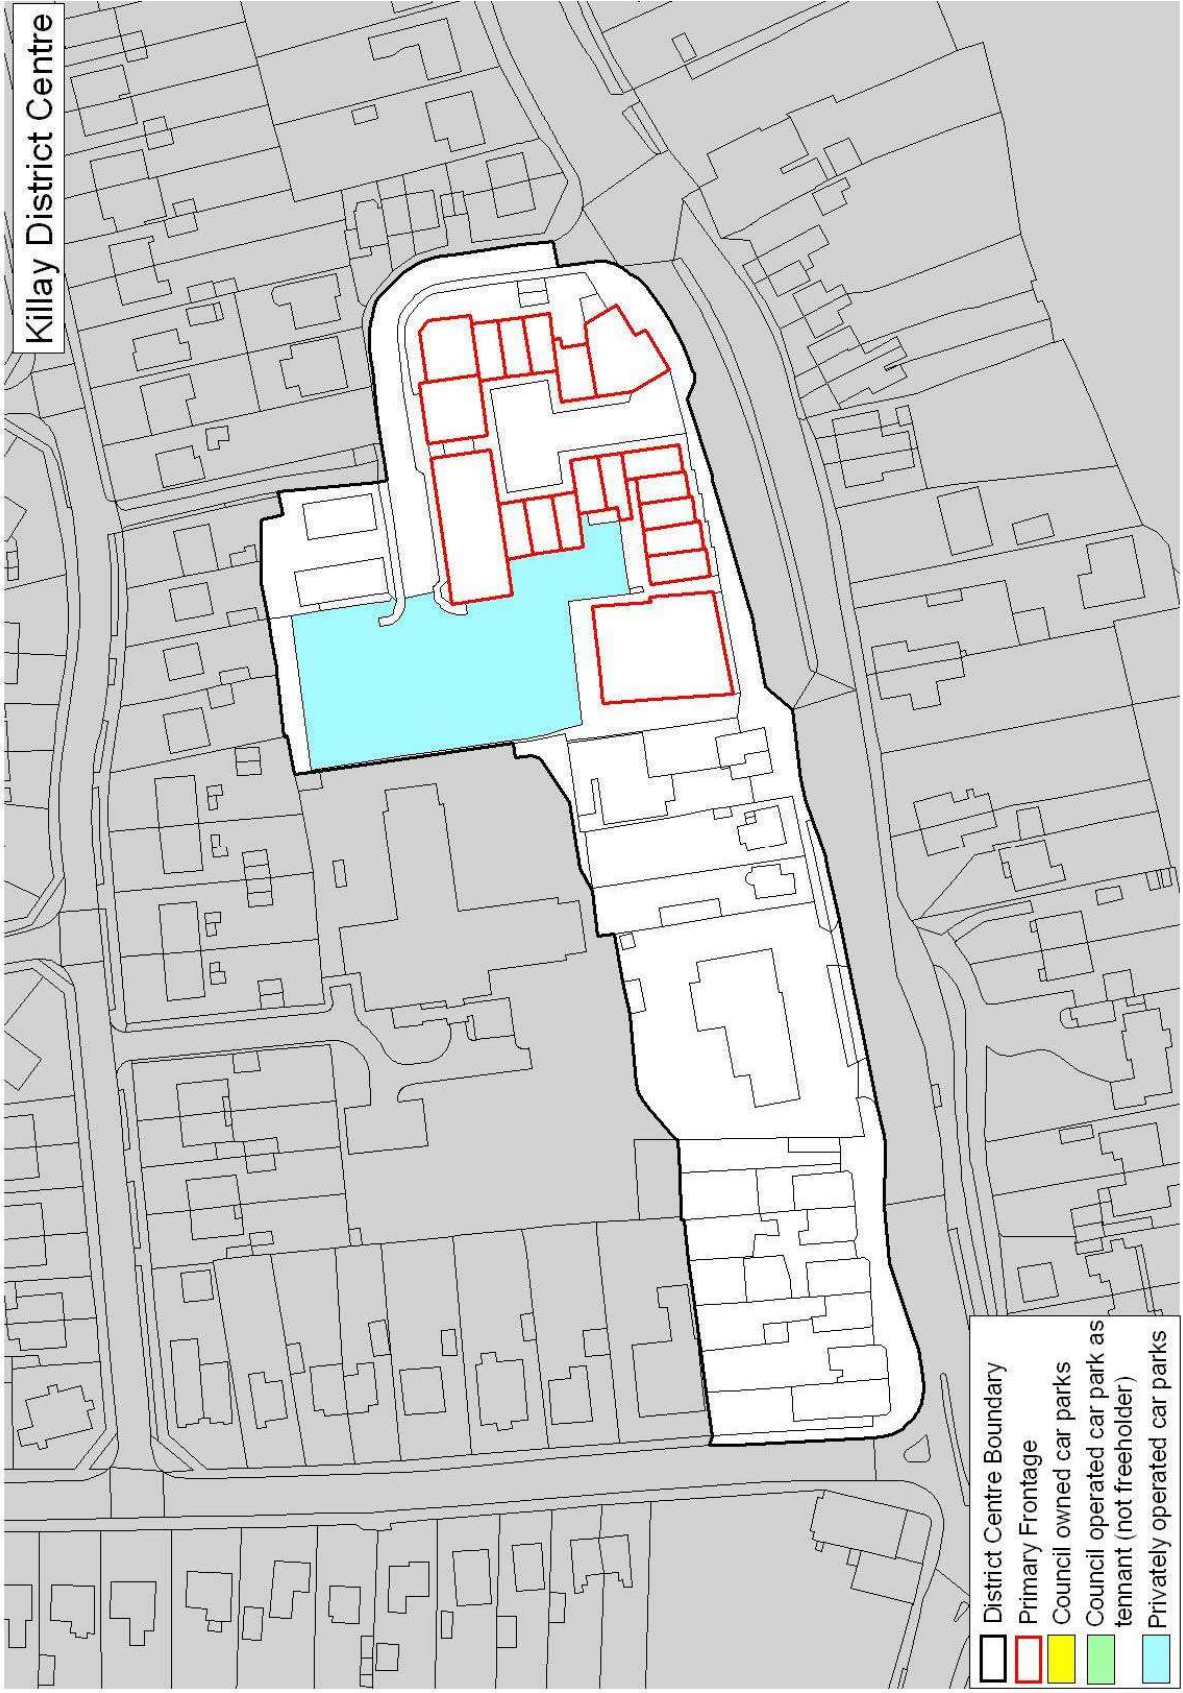 Killay District Centre
District Centre Boundary
Primary Frontage
Council owned car parks
Council operated car park as
tennant (not freeholder)
Privately operated car parks